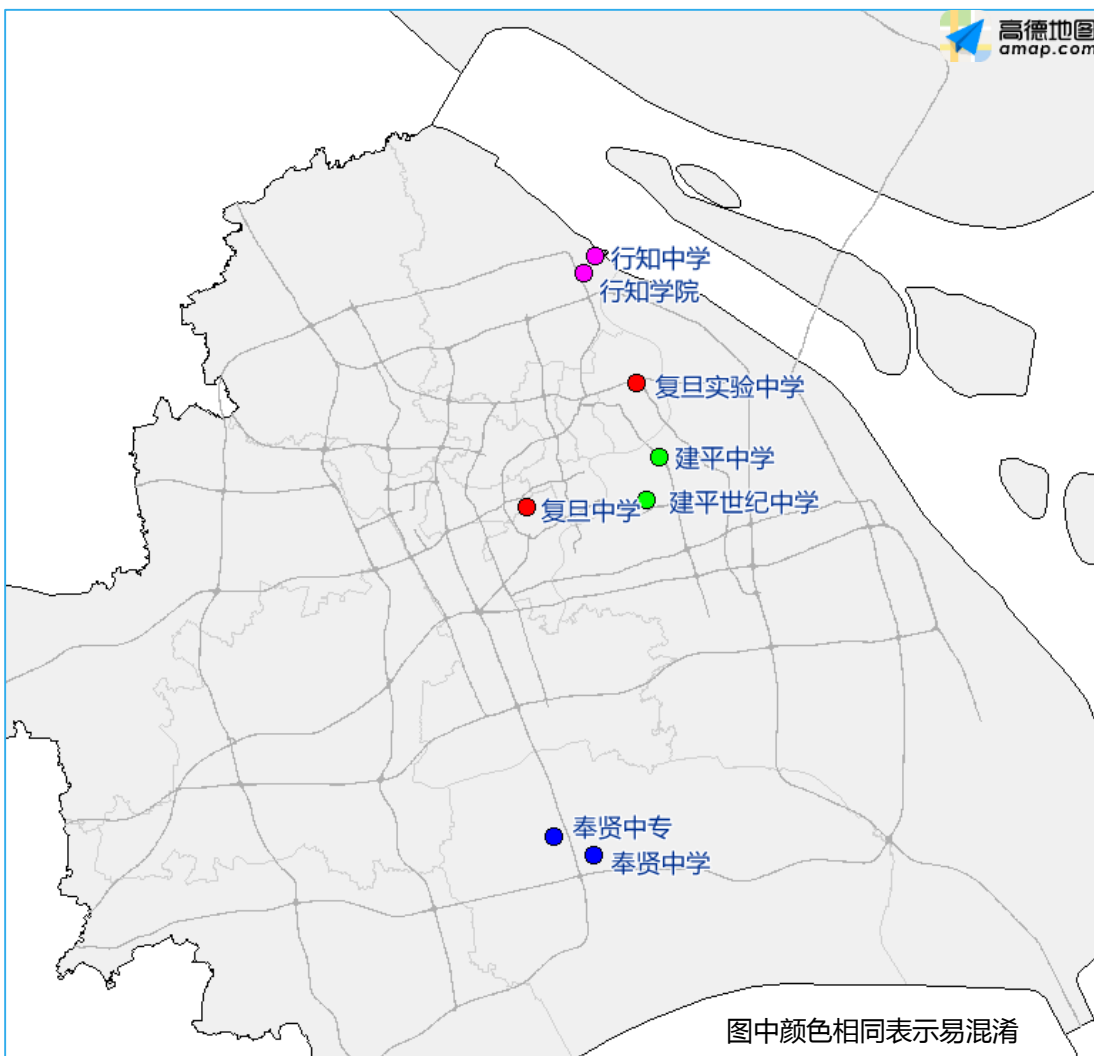 高德地图
amap.com
行知中学
行知学院
复旦实验中学
建平中学
建平世纪中学
复旦中学
奉贤中专
奉贤中学
图中颜色相同表示易混淆